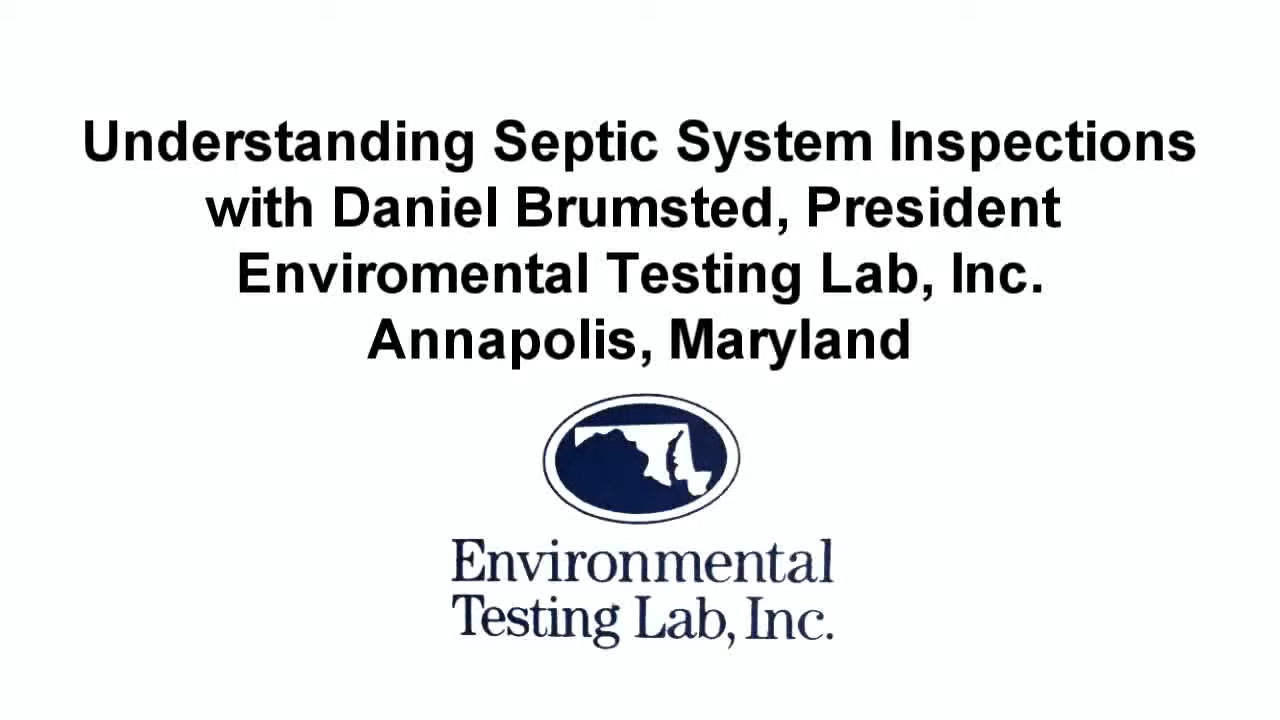 Understanding Septic System Inspections
with Daniel Brumsted, President
Enviromental Testing Lab, Inc.
Annapolis, Maryland
Environmental
Testing Lab, Inc.